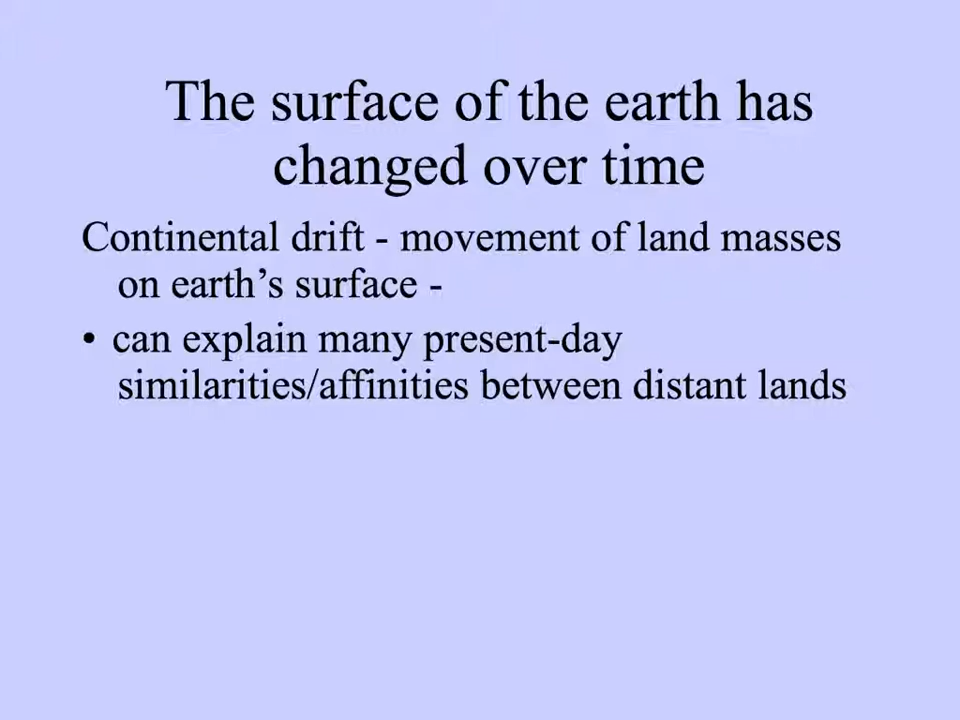 The surface of the earth has
changed over time
Continental drift - movement of land masses
on earth’s surface -
• can explain many present-day
similarities/affinities between distant lands